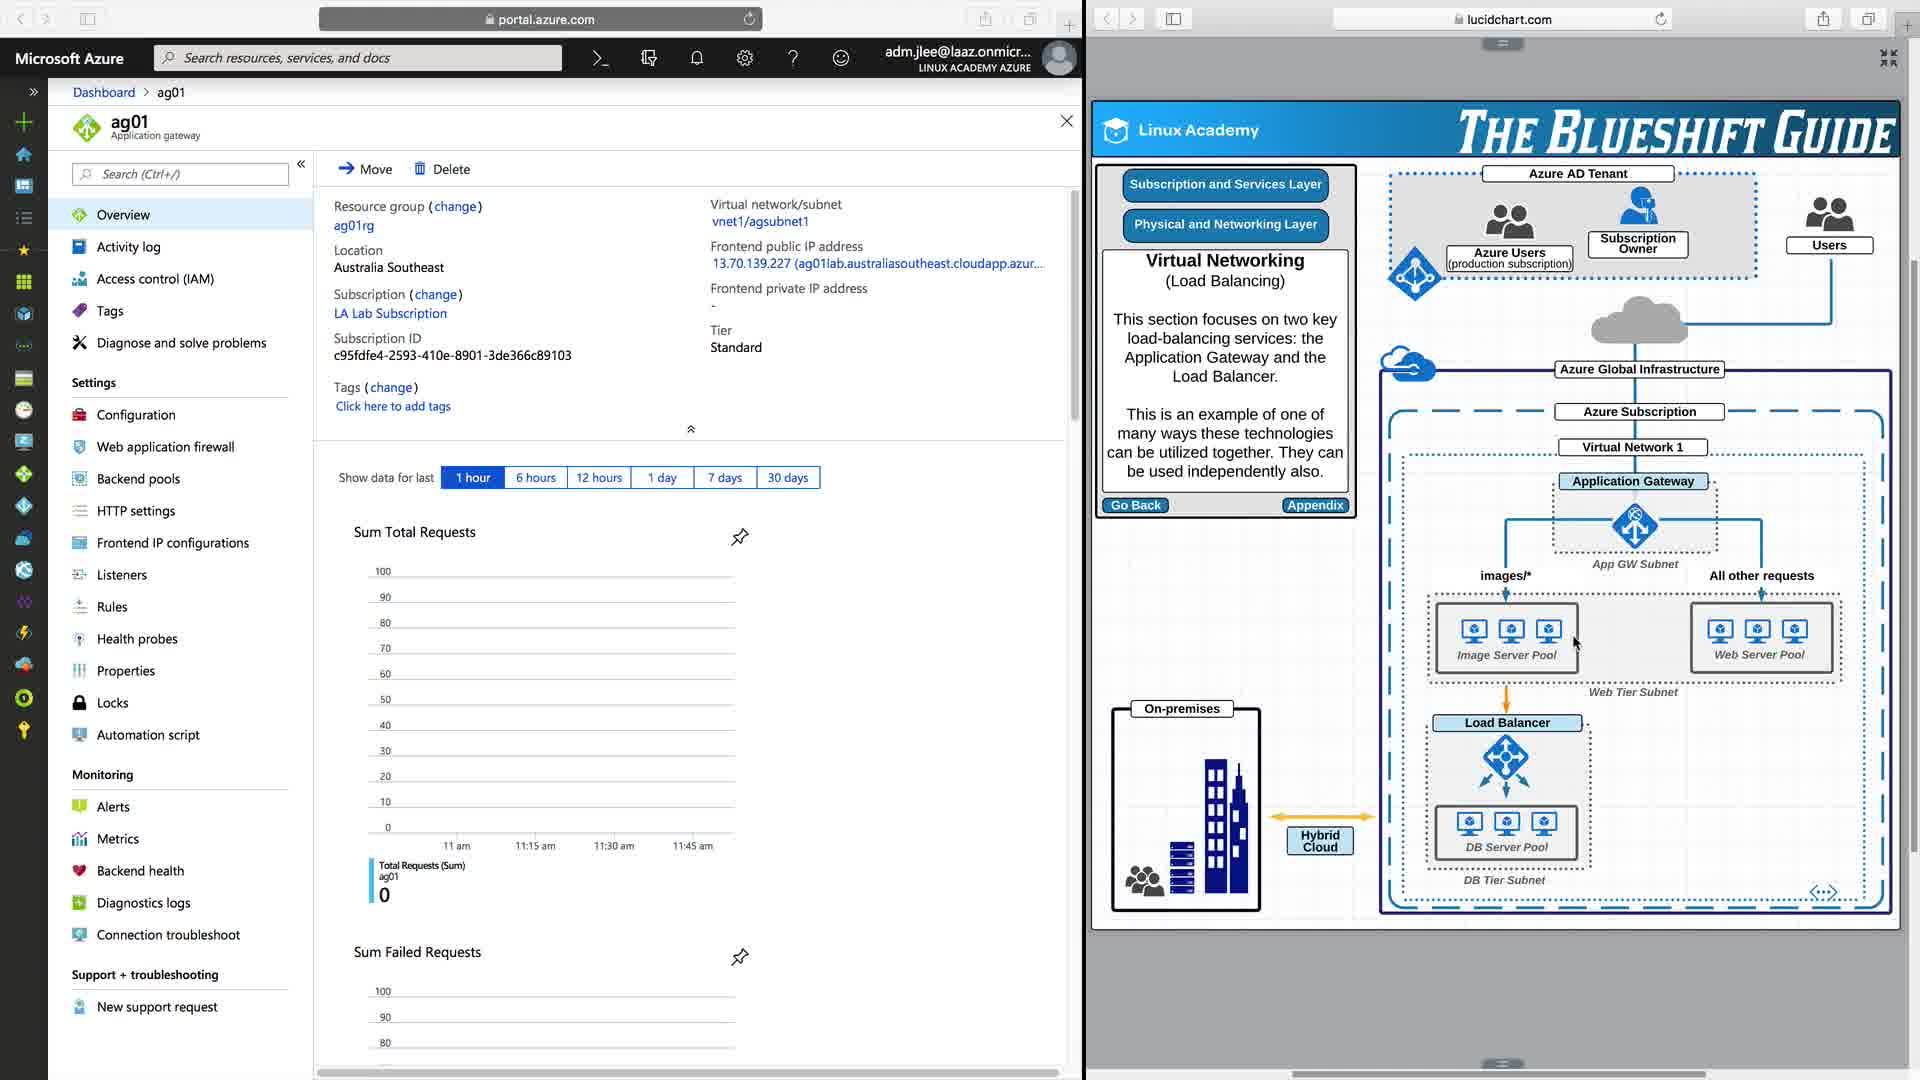 portal.azure.com
Microsoft Azure
Search resources, services, and docs
adm.jlee@laaz.onmicr...
LINUX ACADEMY AZURE
Dashboard > ag01
ag01
Application gateway
Search (Ctrl+/)
Overview
Activity log
Access control (IAM)
Tags
Diagnose and solve problems
Settings
Configuration
Web application firewall
Backend pools
HTTP settings
Frontend IP configurations
Listeners
Rules
Health probes
Properties
Locks
Automation script
Monitoring
Alerts
Metrics
Backend health
Diagnostics logs
Connection troubleshoot
Support + troubleshooting
New support request
Move
Delete
Resource group (change)
ag01rg
Location
Australia Southeast
Subscription (change)
LA Lab Subscription
Subscription ID
c95fdfe4-2593-410e-8901-3de366c89103
Tags (change)
Click here to add tags
Virtual network/subnet
vnet1/agsubnet1
Frontend public IP address
13.70.139.227 (ag01lab.australiasoutheast.cloudapp.azur...
Frontend private IP address
-
Tier
Standard
Show data for last
1 hour
6 hours
12 hours
1 day
7 days
30 days
Sum Total Requests
100
90
80
70
60
50
40
30
20
10
0
11 am
11:15 am
11:30 am
11:45 am
Total Requests (Sum)
ag01
0
Sum Failed Requests
100
90
80
lucidchart.com
Linux Academy
THE BLUESHIFT GUIDE
Subscription and Services Layer
Physical and Networking Layer
Virtual Networking
(Load Balancing)
This section focuses on two key
load-balancing services: the
Application Gateway and the
Load Balancer.
This is an example of one of
many ways these technologies
can be utilized together. They can
be used independently also.
Go Back
Appendix
Azure AD Tenant
Azure Users
(production subscription)
Subscription
Owner
Users
Azure Global Infrastructure
Azure Subscription
Virtual Network 1
Application Gateway
App GW Subnet
images/*
All other requests
Image Server Pool
Web Server Pool
Web Tier Subnet
Load Balancer
DB Server Pool
DB Tier Subnet
On-premises
Hybrid
Cloud